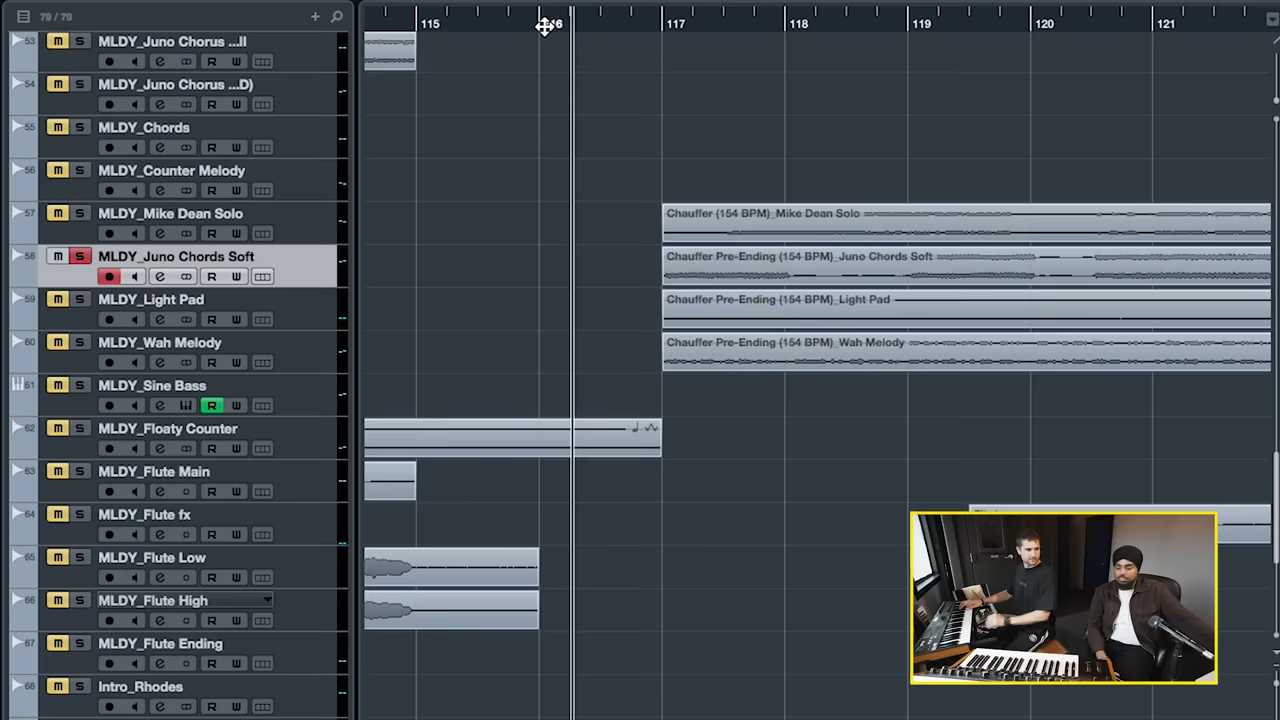 79 / 79
115 116 117 118 119 120 121
53 m S MLDY_Juno Chorus ...ll
R W
54 m S MLDY_Juno Chorus ...D)
R W
55 m S MLDY_Chords
R W
56 m S MLDY_Counter Melody
R W
57 m S MLDY_Mike Dean Solo
R W
Chauffer (154 BPM)_Mike Dean Solo
58 m S MLDY_Juno Chords Soft
R W
Chauffer Pre-Ending (154 BPM)_Juno Chords Soft
59 m S MLDY_Light Pad
R W
Chauffer Pre-Ending (154 BPM)_Light Pad
60 m S MLDY_Wah Melody
R W
Chauffer Pre-Ending (154 BPM)_Wah Melody
61 m S MLDY_Sine Bass
R W
62 m S MLDY_Floaty Counter
R W
63 m S MLDY_Flute Main
R W
64 m S MLDY_Flute fx
R W
65 m S MLDY_Flute Low
R W
66 m S MLDY_Flute High
R W
67 m S MLDY_Flute Ending
R W
68 m S Intro_Rhodes
R W